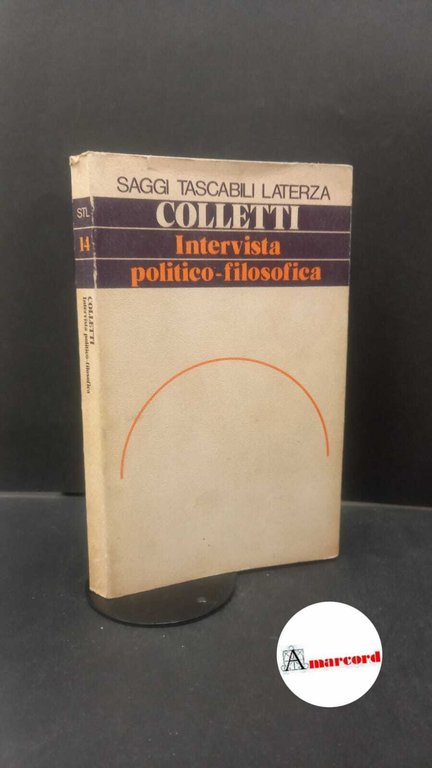 SAGGI TASCABILI LATERZA
COLLETTI
Intervista
politico-filosofica
STL
14
COLLETTI
Intervista politico-filosofica
Amarcord